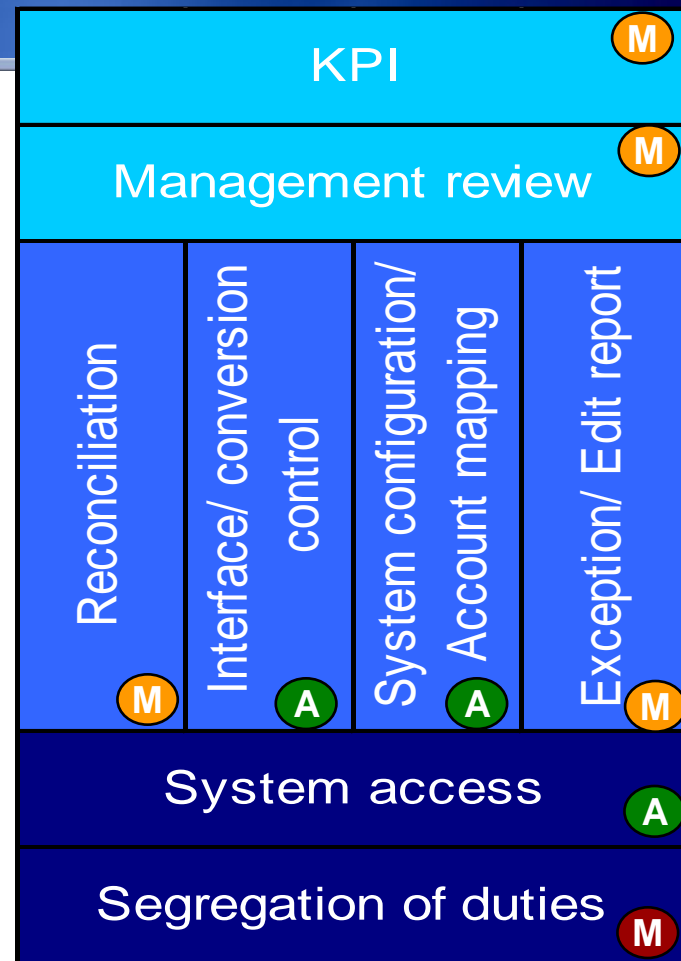 KPI
M
Management review
M
Reconciliation
M
Interface/ conversion
control
A
System configuration/
Account mapping
A
Exception/ Edit report
M
System access
A
Segregation of duties
M